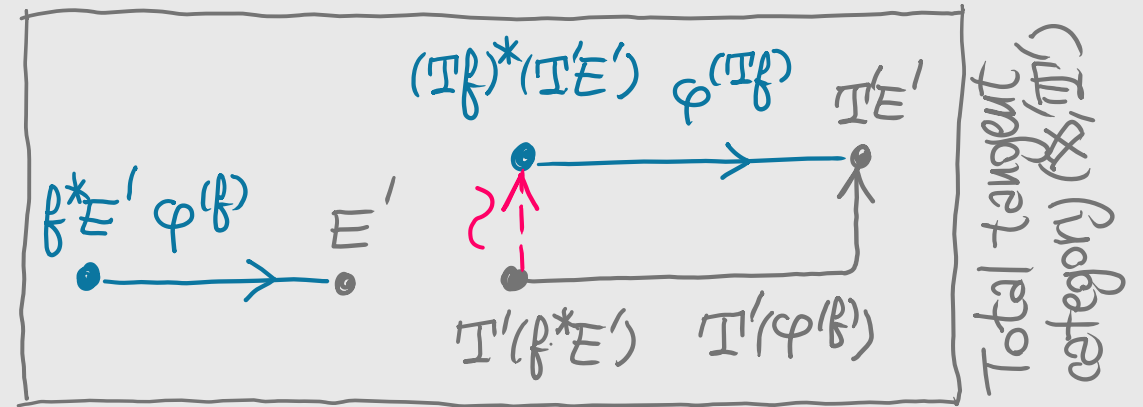 (𝕋f)*(𝕋'E') φ^(𝕋f) 𝕋'E'
f*E' φ^(f) E'
𝕋'(f*E') 𝕋'(φ^(f))
Total tangent
category (𝕏', 𝕋')